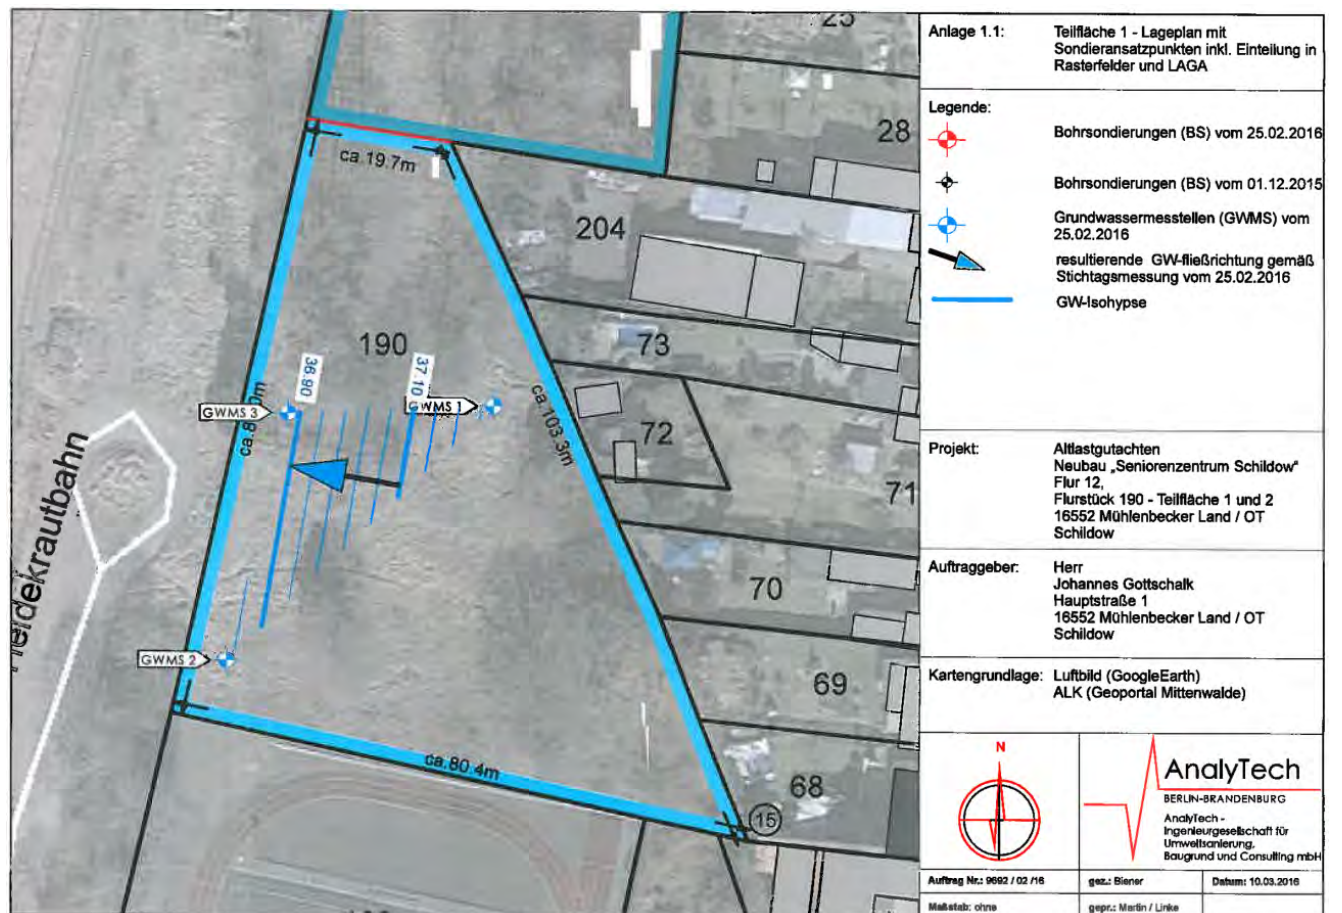 25
28
ca.19.7m
204
190
73
36.90
37.10
GWMS 3
GWMS 1
ca.103.3m
72
71
Heidekrautbahn
70
GWMS 2
69
ca.80.4m
68
15
Anlage 1.1:
Teilfläche 1 - Lageplan mit
Sondieransatzpunkten inkl. Einteilung in
Rasterfelder und LAGA
Legende:
Bohrsondierungen (BS) vom 25.02.2016
Bohrsondierungen (BS) vom 01.12.2015
Grundwassermesstellen (GWMS) vom
25.02.2016
resultierende GW-fließrichtung gemäß
Stichtagsmessung vom 25.02.2016
GW-Isohypse
Projekt:
Altlastgutachten
Neubau „Seniorenzentrum Schildow"
Flur 12,
Flurstück 190 - Teilfläche 1 und 2
16552 Mühlenbecker Land / OT
Schildow
Auftraggeber:
Herr
Johannes Gottschalk
Hauptstraße 1
16552 Mühlenbecker Land / OT
Schildow
Kartengrundlage:
Luftbild (GoogleEarth)
ALK (Geoportal Mittenwalde)
N
AnalyTech
BERLIN-BRANDENBURG
AnalyTech -
Ingenieurgesellschaft für
Umweltsanierung,
Baugrund und Consulting mbH
Auftrag Nr.: 9692 / 02 /16
gez.: Biener
Datum: 10.03.2016
Maßstab: ohne
gepr.: Martin / Linke